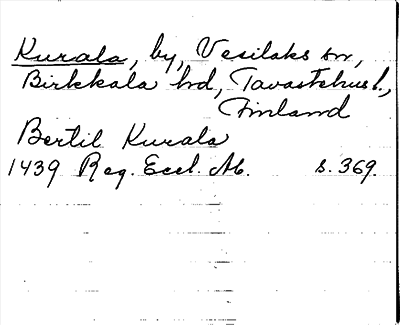 Kurala, by, Vesilaks sn,
Birkkala hd, Tavastehus l.,
Finland
Bertil Kurala
1439 Reg. Eccl. Ab. s. 369.